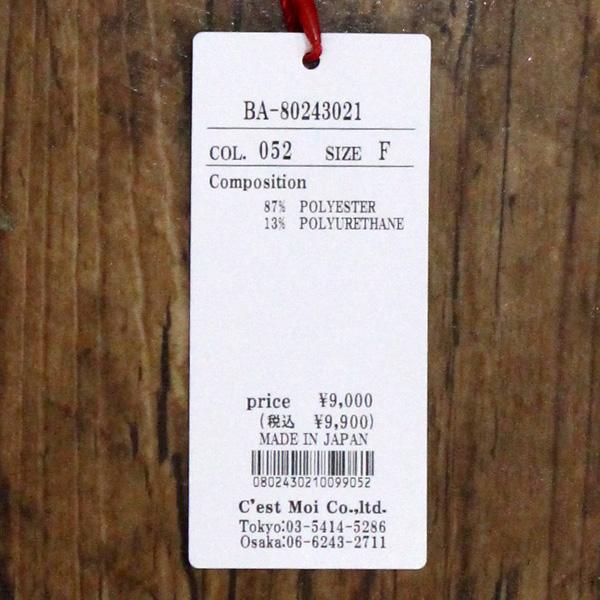 BA-80243021
COL. 052 SIZE F
Composition
87% POLYESTER
13% POLYURETHANE
price ¥9,000
(税込 ¥9,900)
MADE IN JAPAN
0802430210099052
C'est Moi Co.,ltd.
Tokyo:03-5414-5286
Osaka:06-6243-2711